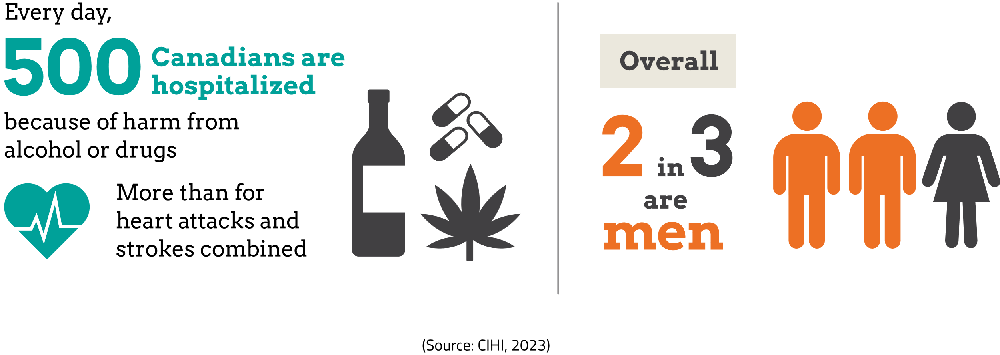 Every day,
500 Canadians are
hospitalized
because of harm from
alcohol or drugs
More than for
heart attacks and
strokes combined
Overall
2 in 3
are
men
(Source: CIHI, 2023)